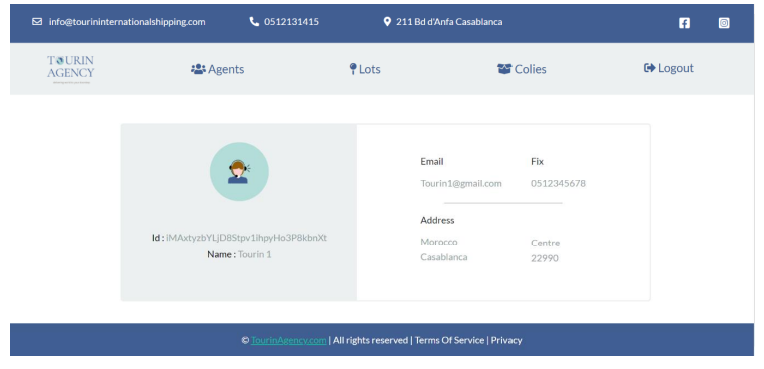 info@tourininternationalshipping.com 0512131415 211 Bd d'Anfa Casablanca
TOURIN
AGENCY
Agents Lots Colies Logout
Id : iMAxtyzbYLjD8Stpv1ihpyHo3P8kbnXt
Name : Tourin 1
Email Fix
Tourin1@gmail.com 0512345678
Address
Morocco Centre
Casablanca 22990
© TourinAgency.com | All rights reserved | Terms Of Service | Privacy